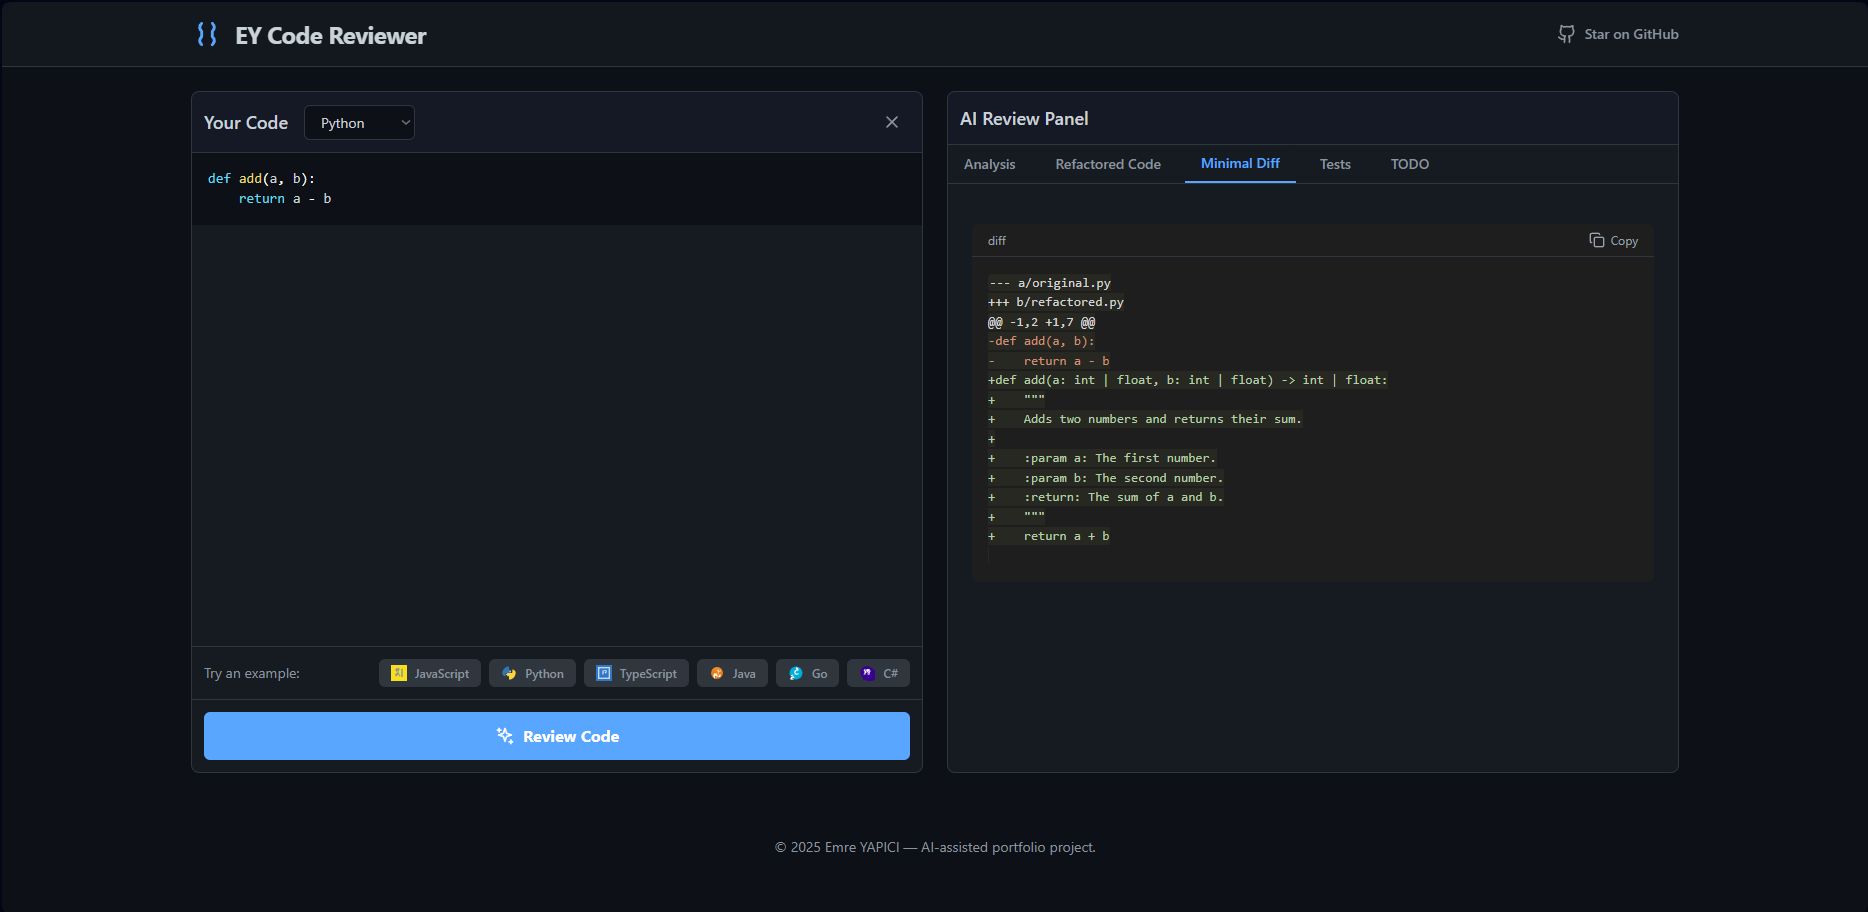 EY Code Reviewer
Star on GitHub
Your Code
Python
def add(a, b):
    return a - b
Try an example:
JavaScript
Python
TypeScript
Java
Go
C#
Review Code
AI Review Panel
Analysis
Refactored Code
Minimal Diff
Tests
TODO
diff
Copy
--- a/original.py
+++ b/refactored.py
@@ -1,2 +1,7 @@
-def add(a, b):
-    return a - b
+def add(a: int | float, b: int | float) -> int | float:
+    """
+    Adds two numbers and returns their sum.
+
+    :param a: The first number.
+    :param b: The second number.
+    :return: The sum of a and b.
+    """
+    return a + b
© 2025 Emre YAPICI — AI-assisted portfolio project.